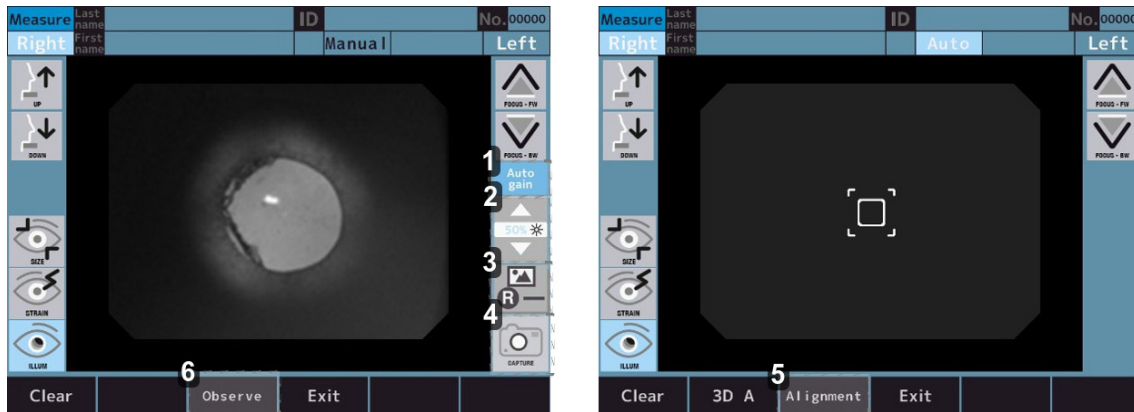 Measure Last name ID No. 00000
Right First name Manual Left
UP
FOCUS - FW
DOWN
FOCUS - BW
1
Auto gain
2
50%
SIZE
3
R
STRAIN
4
CAPTURE
ILLUM
6
Clear Observe Exit
Measure Last name ID No. 00000
Right First name Auto Left
UP
FOCUS - FW
DOWN
FOCUS - BW
SIZE
STRAIN
ILLUM
5
Clear 3D A Alignment Exit